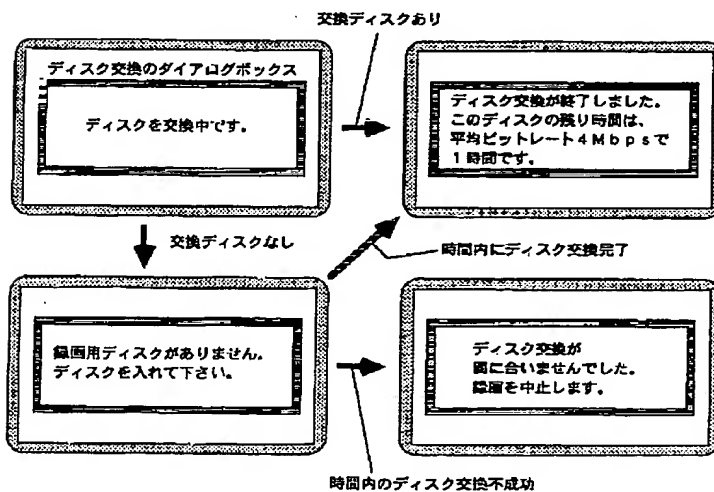 交換ディスクあり
ディスク交換のダイアログボックス
ディスクを交換中です。
ディスク交換が終了しました。
このディスクの残り時間は、
平均ビットレート4Mbpsで
1時間です。
交換ディスクなし
時間内にディスク交換完了
録画用ディスクがありません。
ディスクを入れて下さい。
ディスク交換が
間に合いませんでした。
録画を中止します。
時間内のディスク交換不成功